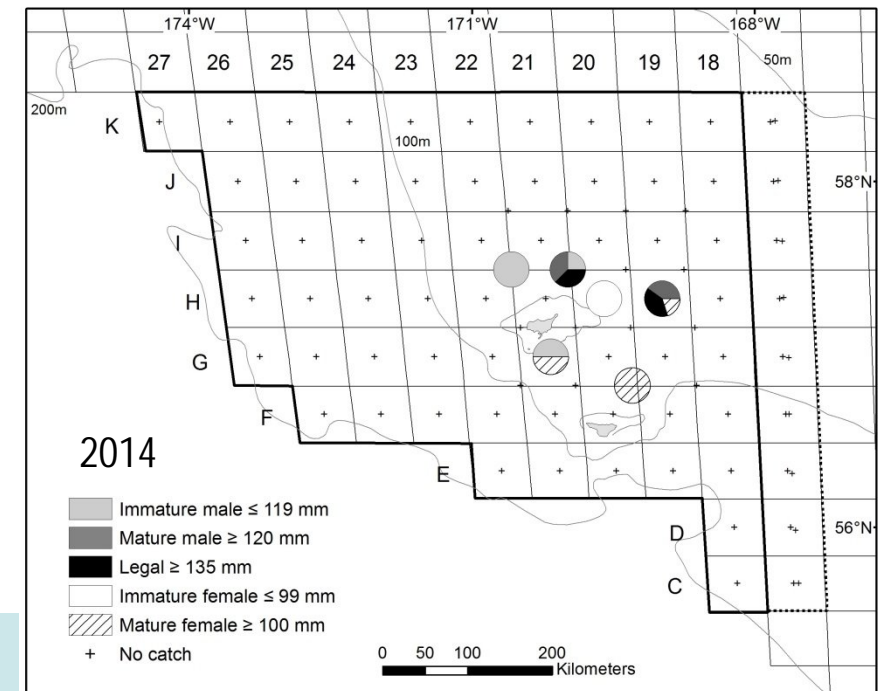 174°W 171°W 168°W
27 26 25 24 23 22 21 20 19 18 50m
200m
K
100m
J 58°N
I
H
G
F
2014
E
Immature male ≤ 119 mm
Mature male ≥ 120 mm
D 56°N
Legal ≥ 135 mm
C
Immature female ≤ 99 mm
Mature female ≥ 100 mm
+ No catch
0 50 100 200
Kilometers